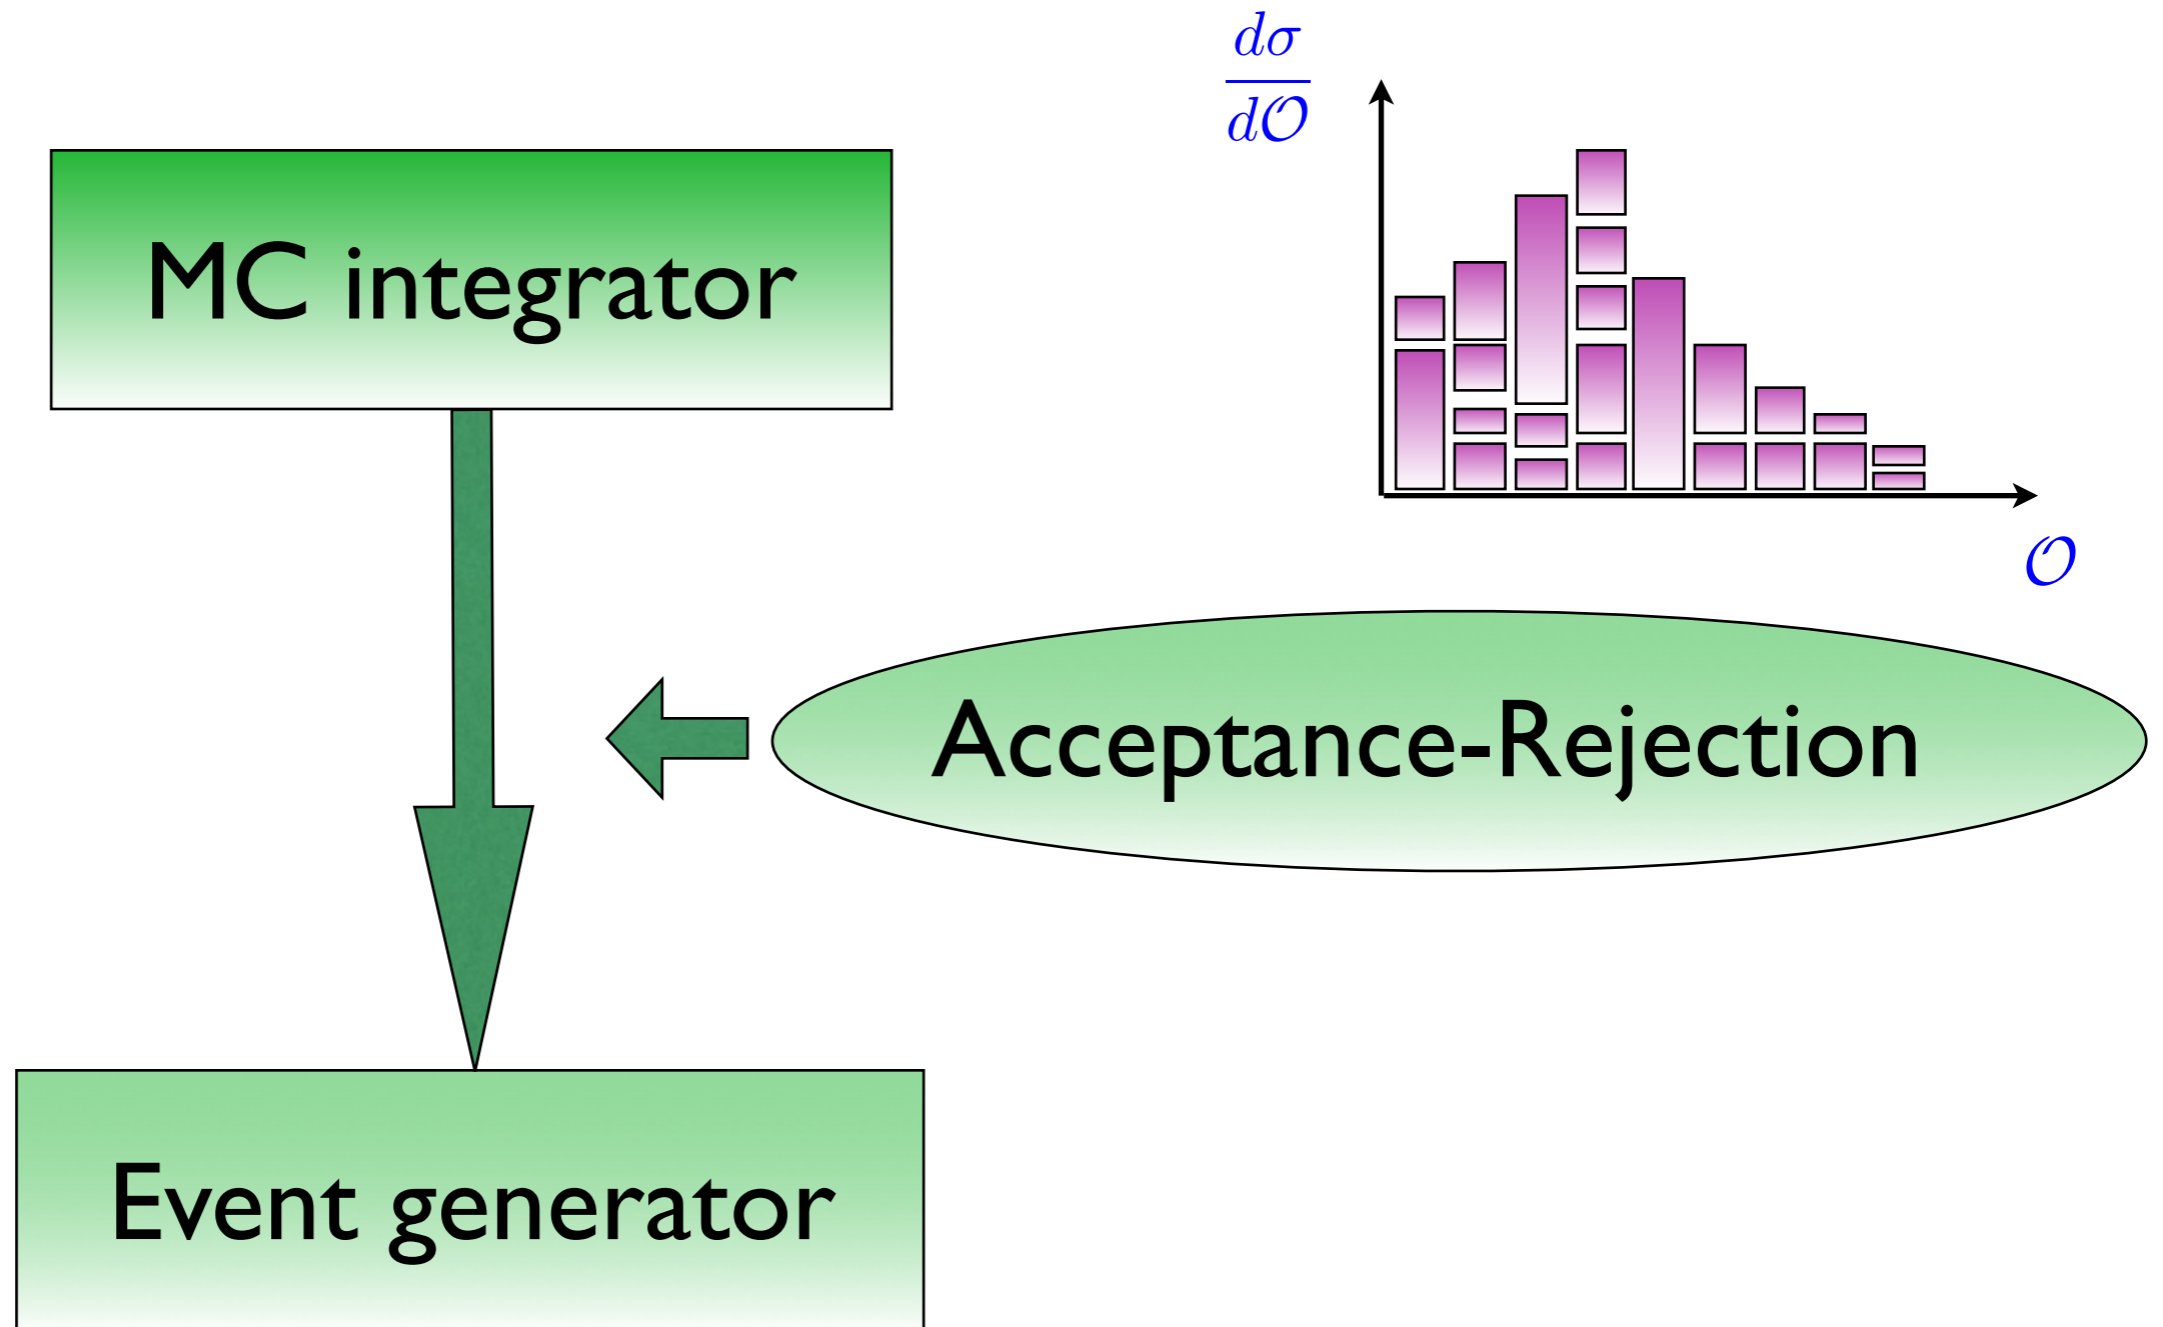 dσ
d𝒪
MC integrator
𝒪
Acceptance-Rejection
Event generator